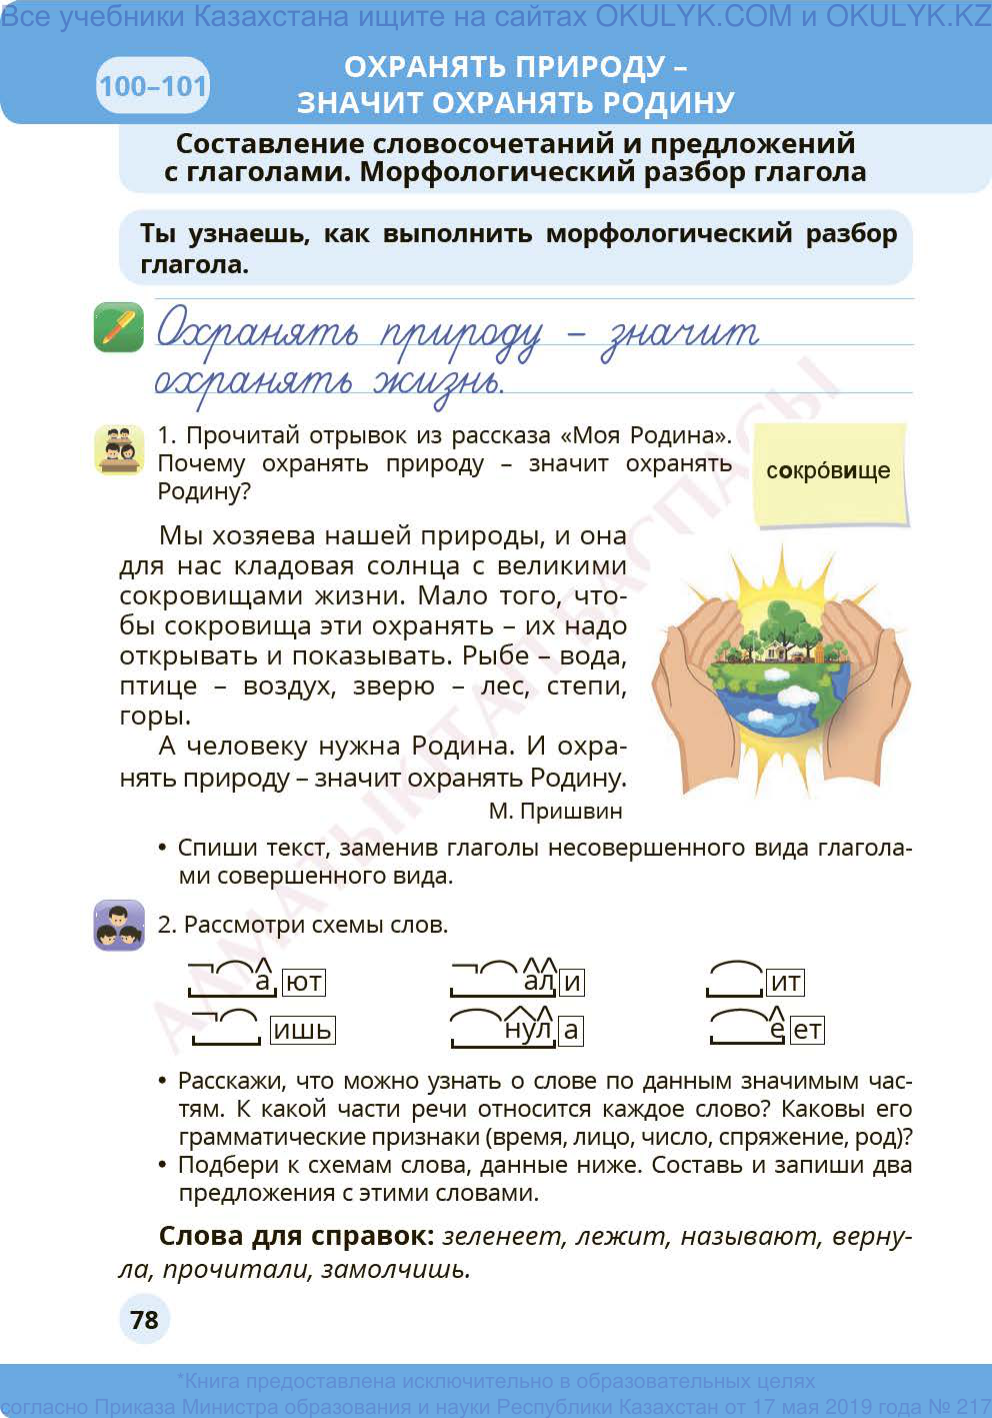 Все учебники Казахстана ищите на сайтах OKULYK.COM и OKULYK.KZ
100–101
ОХРАНЯТЬ ПРИРОДУ –
ЗНАЧИТ ОХРАНЯТЬ РОДИНУ
Составление словосочетаний и предложений
с глаголами. Морфологический разбор глагола
Ты узнаешь, как выполнить морфологический разбор
глагола.
Охранять природу – значит
охранять жизнь.
1. Прочитай отрывок из рассказа «Моя Родина».
Почему охранять природу – значит охранять
Родину?
сокро́вище
Мы хозяева нашей природы, и она
для нас кладовая солнца с великими
сокровищами жизни. Мало того, что-
бы сокровища эти охранять – их надо
открывать и показывать. Рыбе – вода,
птице – воздух, зверю – лес, степи,
горы.
А человеку нужна Родина. И охра-
нять природу – значит охранять Родину.
М. Пришвин
• Спиши текст, заменив глаголы несовершенного вида глагола-
ми совершенного вида.
2. Рассмотри схемы слов.
а ют
ал и
ит
ишь
нул а
е ет
• Расскажи, что можно узнать о слове по данным значимым час-
тям. К какой части речи относится каждое слово? Каковы его
грамматические признаки (время, лицо, число, спряжение, род)?
• Подбери к схемам слова, данные ниже. Составь и запиши два
предложения с этими словами.
Слова для справок: зеленеет, лежит, называют, верну-
ла, прочитали, замолчишь.
78
АЛМАТЫКІТАП БАСПАСЫ
*Книга предоставлена исключительно в образовательных целях
согласно Приказа Министра образования и науки Республики Казахстан от 17 мая 2019 года № 217